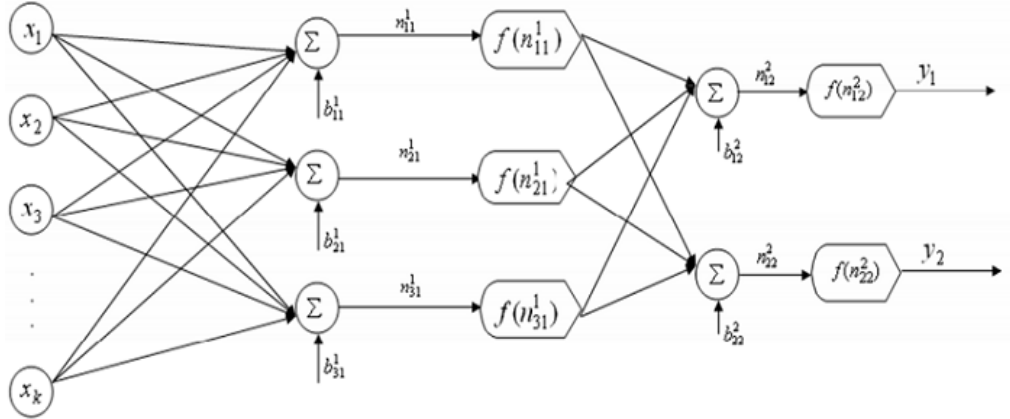 x₁
Σ
n¹₁₁
f(n¹₁₁)
b¹₁₁
Σ
n²₁₂
f(n²₁₂)
y₁
b²₁₂
x₂
Σ
n¹₂₁
f(n¹₂₁)
b¹₂₁
x₃
Σ
n²₂₂
f(n²₂₂)
y₂
b²₂₂
Σ
n¹₃₁
f(n¹₃₁)
b¹₃₁
xₖ